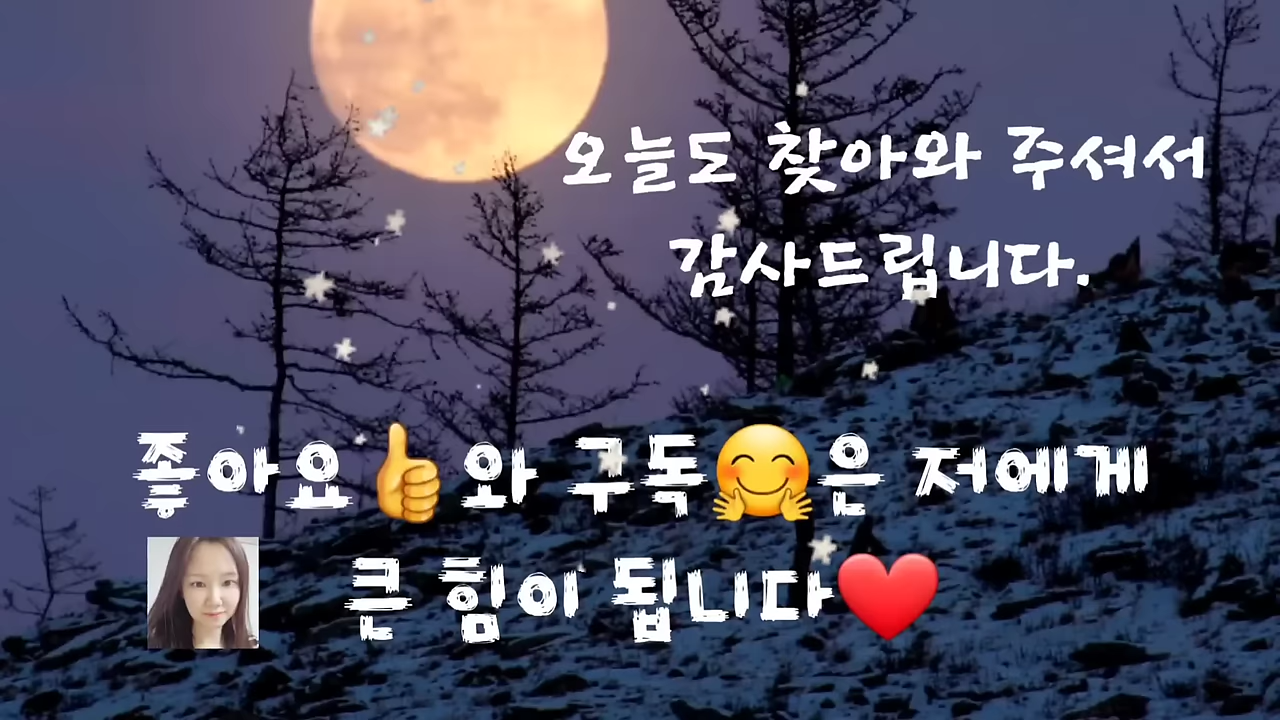 오늘도 찾아와 주셔서
감사드립니다.
좋아요👍와 구독🤗은 저에게
큰 힘이 됩니다❤️